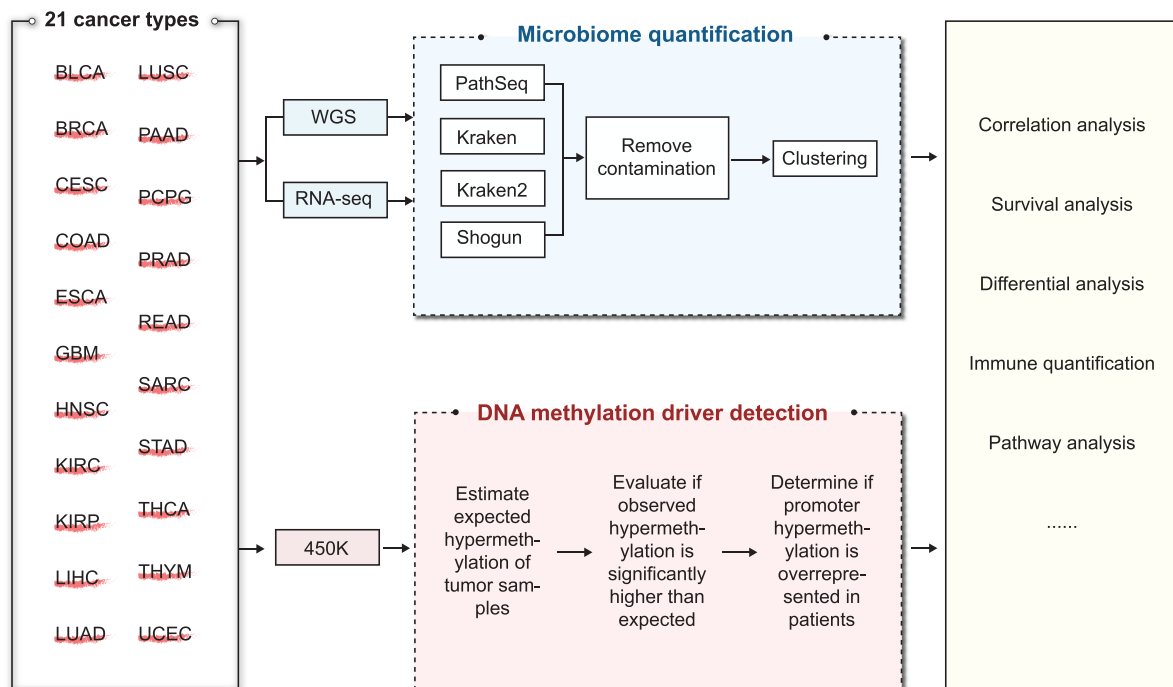 21 cancer types
BLCA
BRCA
CESC
COAD
ESCA
GBM
HNSC
KIRC
KIRP
LIHC
LUAD
LUSC
PAAD
PCPG
PRAD
READ
SARC
STAD
THCA
THYM
UCEC
WGS
RNA-seq
450K
Microbiome quantification
PathSeq
Kraken
Kraken2
Shogun
Remove
contamination
Clustering
DNA methylation driver detection
Estimate
expected
hypermeth-
ylation of
tumor sam-
ples
Evaluate if
observed
hypermeth-
ylation is
significantly
higher than
expected
Determine if
promoter
hypermeth-
ylation is
overrepre-
sented in
patients
Correlation analysis
Survival analysis
Differential analysis
Immune quantification
Pathway analysis
......